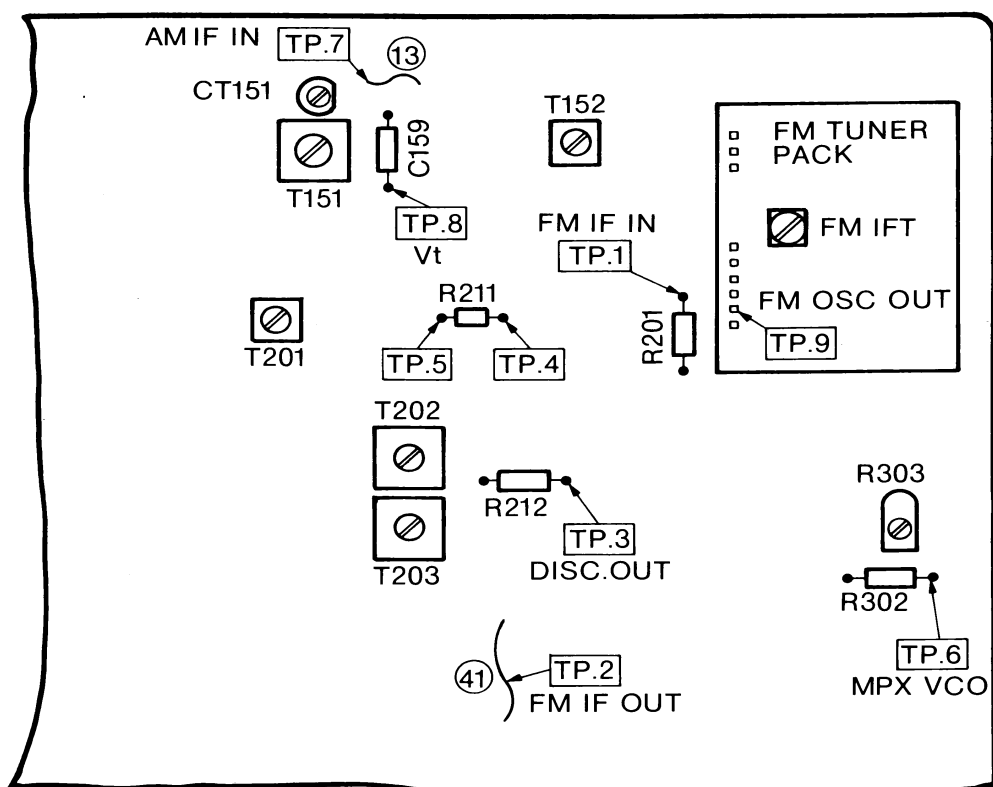 AM IF IN
TP.7
13
CT151
T151
C159
TP.8
Vt
T152
FM TUNER
PACK
FM IFT
FM OSC OUT
TP.9
FM IF IN
TP.1
R201
R211
TP.5
TP.4
T201
T202
T203
R212
TP.3
DISC.OUT
R303
R302
TP.6
MPX VCO
41
TP.2
FM IF OUT